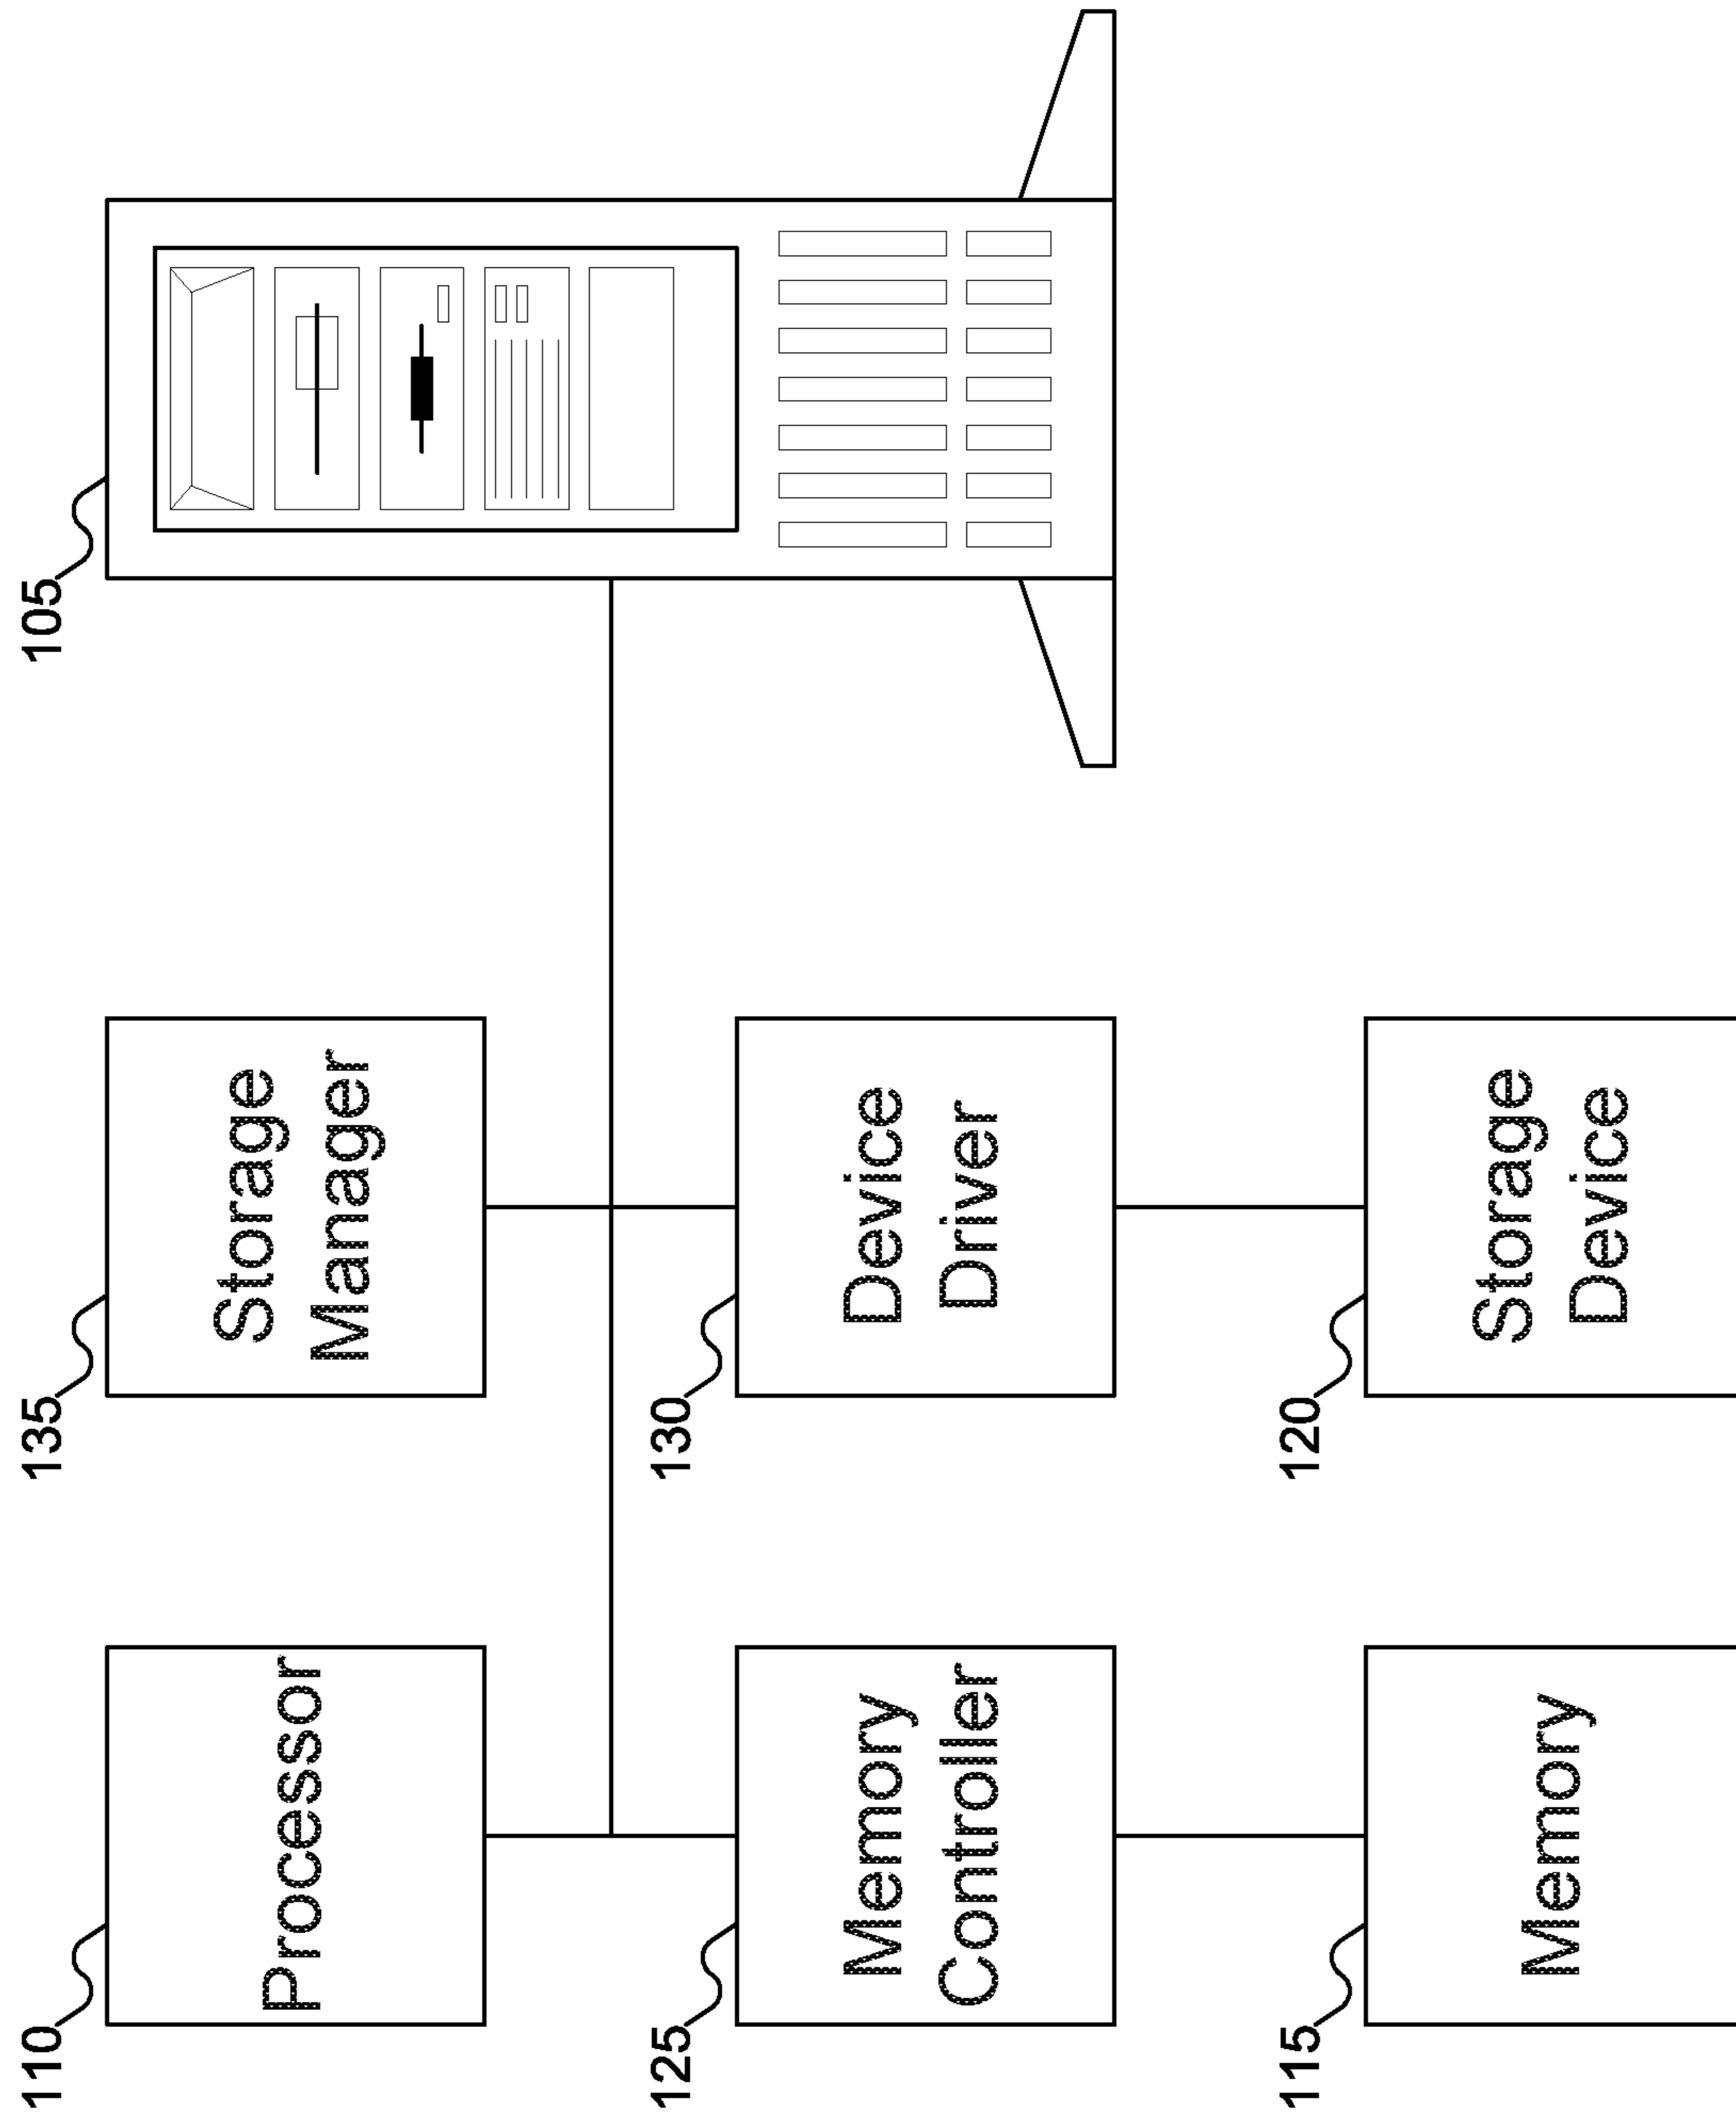 110
Processor
135
Storage
Manager
105
125
Memory
Controller
130
Device
Driver
115
Memory
120
Storage
Device